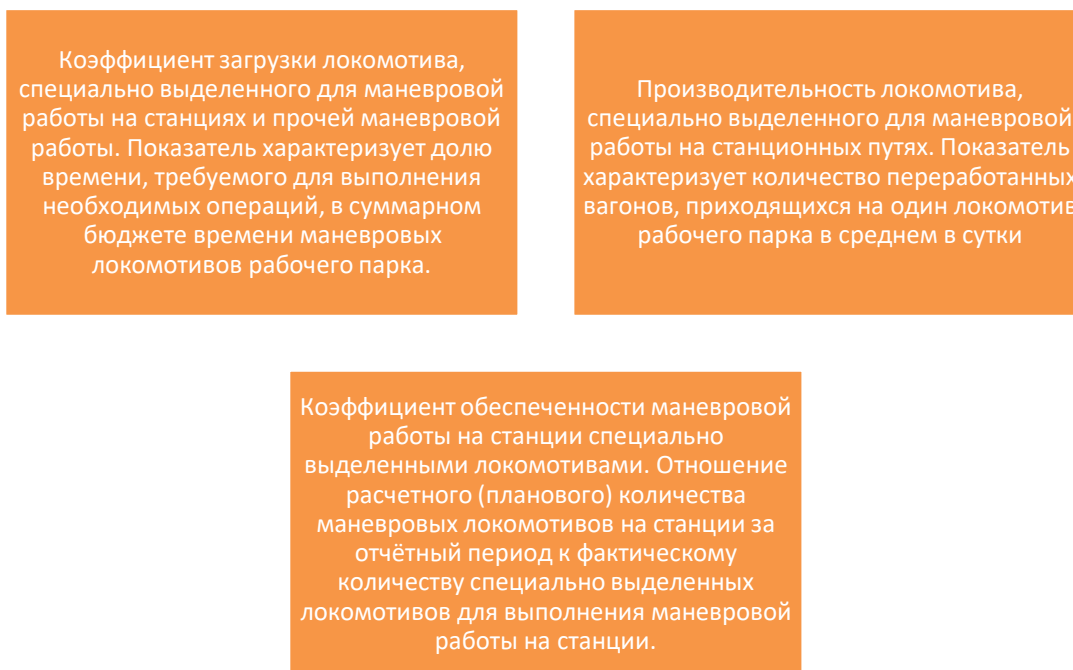 Коэффициент загрузки локомотива,
специально выделенного для маневровой
работы на станциях и прочей маневровой
работы. Показатель характеризует долю
времени, требуемого для выполнения
необходимых операций, в суммарном
бюджете времени маневровых
локомотивов рабочего парка.
Производительность локомотива,
специально выделенного для маневровой
работы на станционных путях. Показатель
характеризует количество переработанных
вагонов, приходящихся на один локомотив
рабочего парка в среднем в сутки
Коэффициент обеспеченности маневровой
работы на станции специально
выделенными локомотивами. Отношение
расчетного (планового) количества
маневровых локомотивов на станции за
отчётный период к фактическому
количеству специально выделенных
локомотивов для выполнения маневровой
работы на станции.